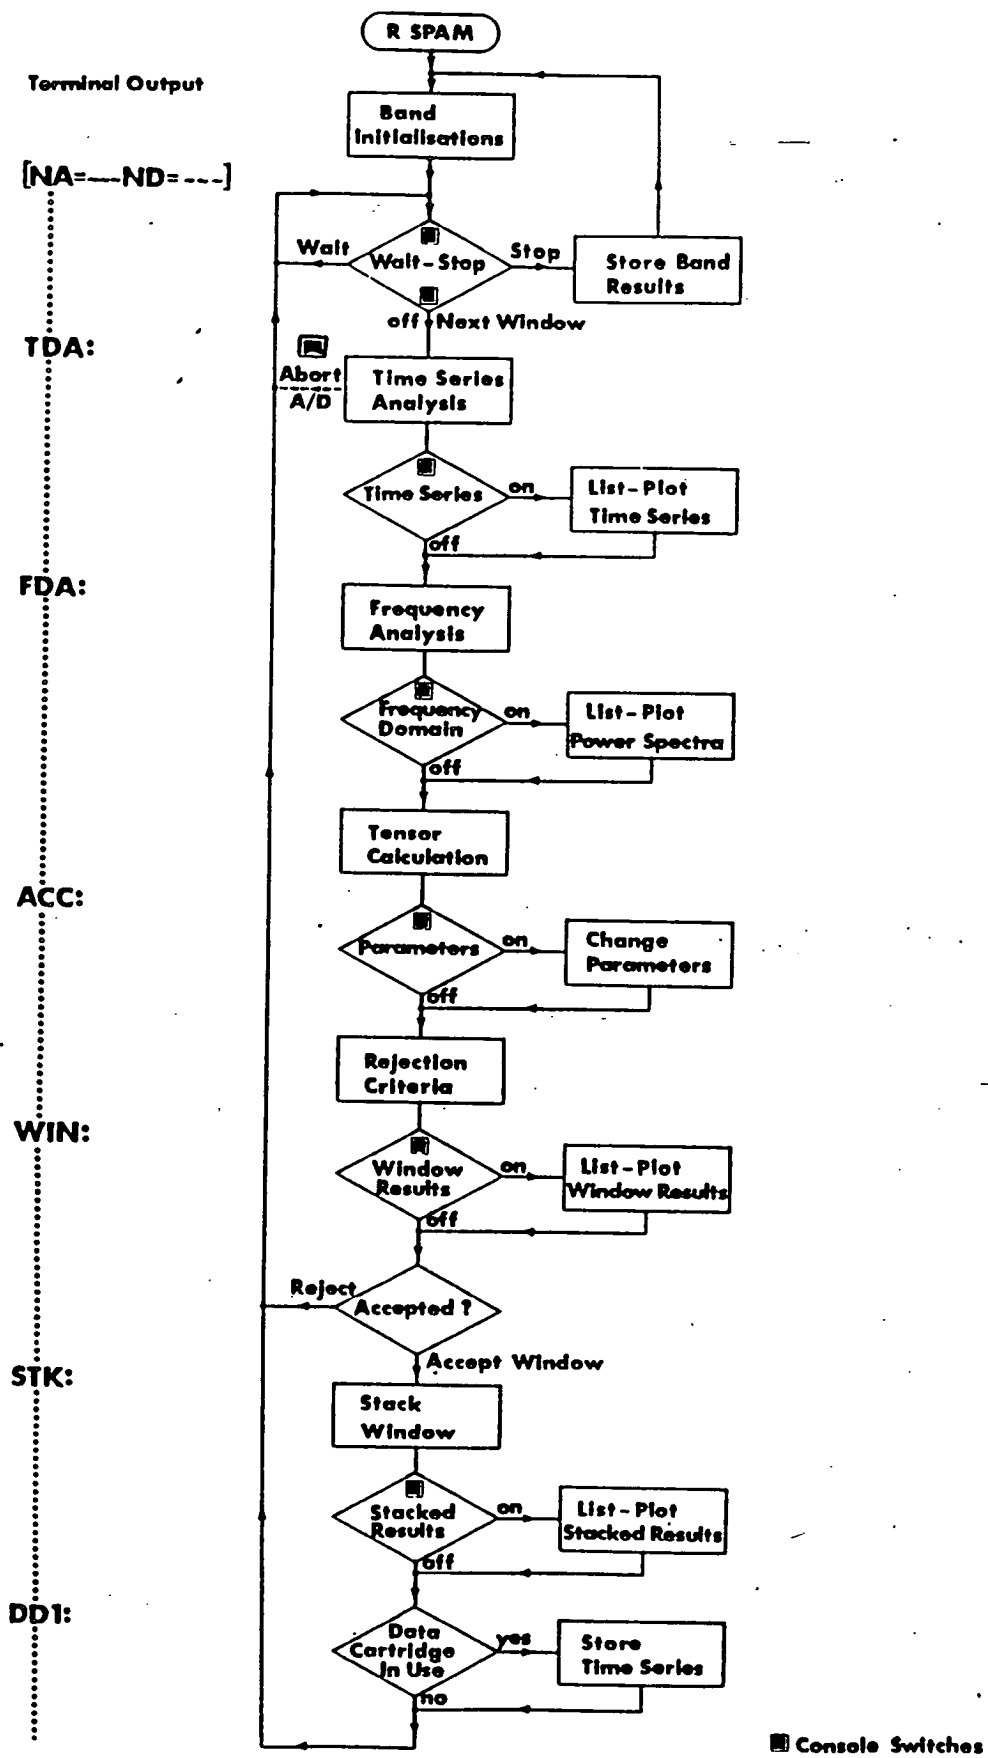 R SPAM
Terminal Output
Band
Initialisations
[NA=---ND=---]
Wait
Wait-Stop
Stop
Store Band
Results
off
Next Window
TDA:
Abort
A/D
Time Series
Analysis
Time Series
on
List-Plot
Time Series
off
FDA:
Frequency
Analysis
Frequency
Domain
on
List-Plot
Power Spectra
off
Tensor
Calculation
ACC:
Parameters
on
Change
Parameters
off
Rejection
Criteria
WIN:
Window
Results
on
List-Plot
Window Results
off
Reject
Accepted ?
Accept Window
STK:
Stack
Window
Stacked
Results
on
List-Plot
Stacked Results
off
DD1:
Data
Cartridge
In Use
yes
Store
Time Series
no
Console Switches